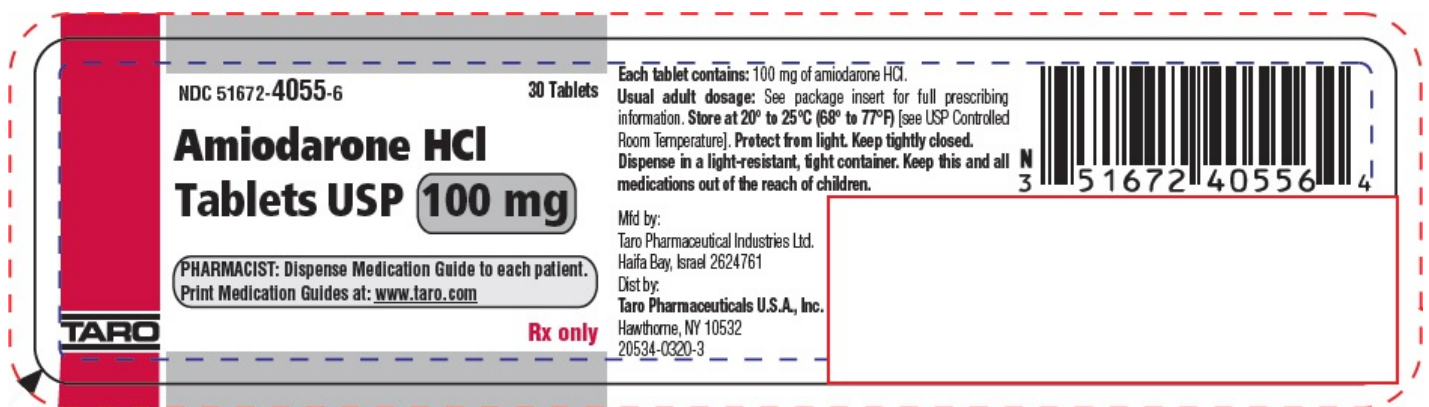 NDC 51672-4055-6
30 Tablets
Amiodarone HCl
Tablets USP 100 mg
PHARMACIST: Dispense Medication Guide to each patient.
Print Medication Guides at: www.taro.com
TARO
Rx only
Each tablet contains: 100 mg of amiodarone HCl.
Usual adult dosage: See package insert for full prescribing
information. Store at 20º to 25ºC (68º to 77ºF) [see USP Controlled
Room Temperature]. Protect from light. Keep tightly closed.
Dispense in a light-resistant, tight container. Keep this and all
medications out of the reach of children.
Mfd by:
Taro Pharmaceutical Industries Ltd.
Haifa Bay, Israel 2624761
Dist by:
Taro Pharmaceuticals U.S.A., Inc.
Hawthorne, NY 10532
20534-0320-3
N
3 51672 40556 4